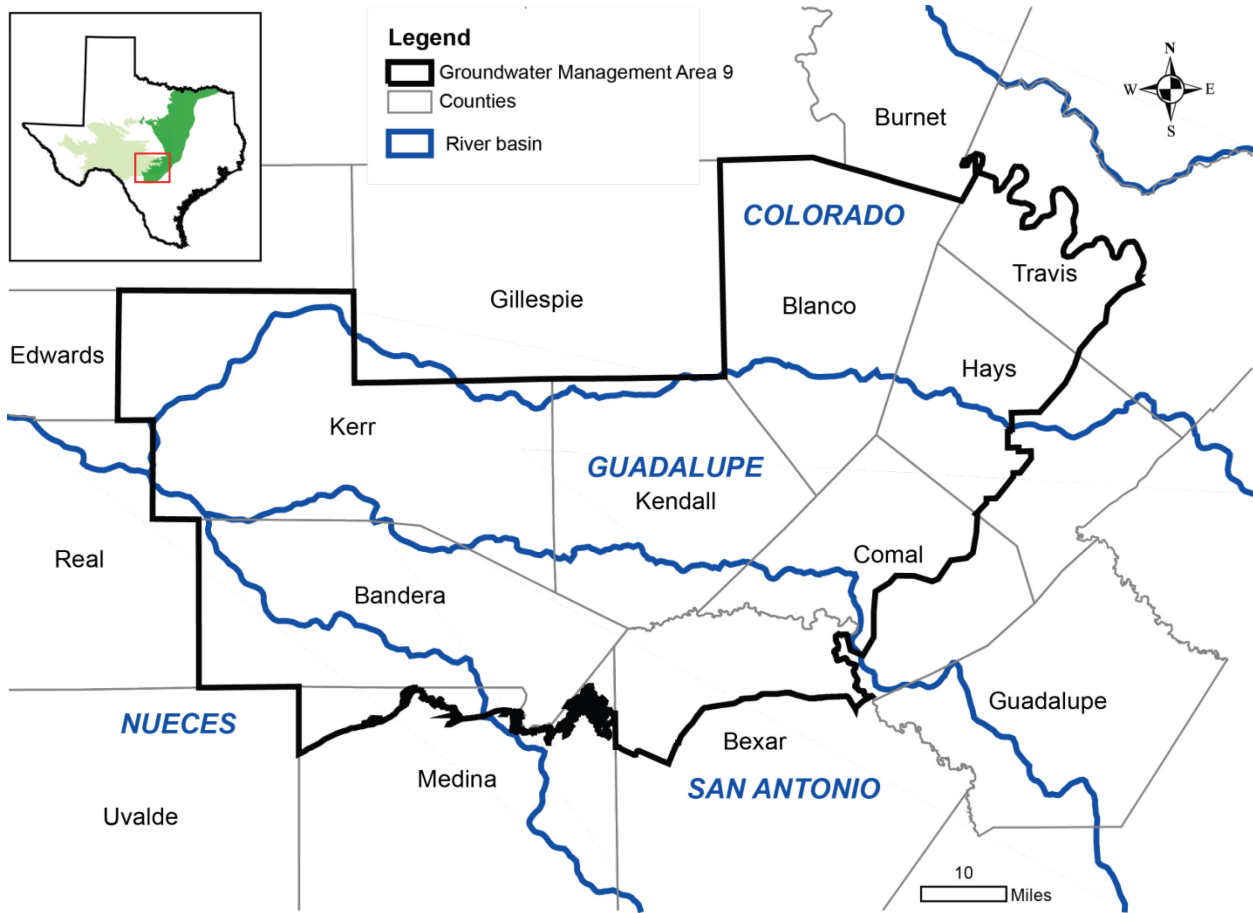 Legend
Groundwater Management Area 9
Counties
River basin
N
W E
S
Burnet
COLORADO
Travis
Gillespie
Blanco
Edwards
Hays
Kerr
GUADALUPE
Kendall
Real
Comal
Bandera
NUECES
Guadalupe
Bexar
Medina
SAN ANTONIO
Uvalde
10
Miles